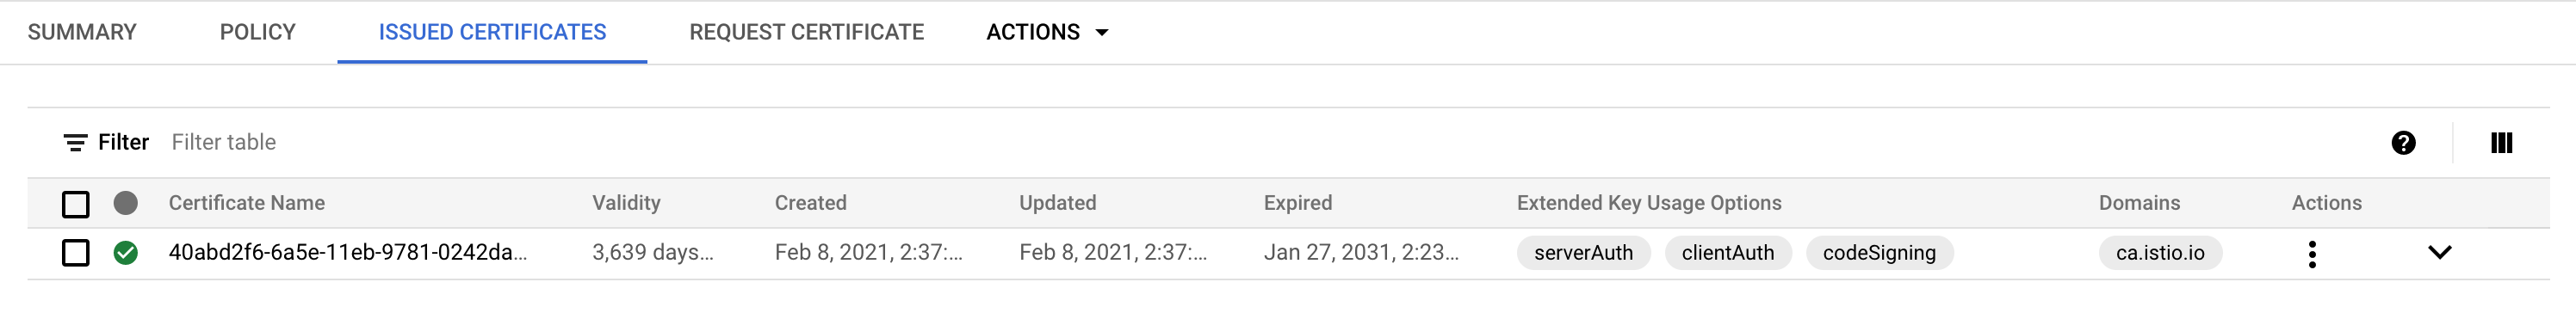 SUMMARY POLICY ISSUED CERTIFICATES REQUEST CERTIFICATE ACTIONS
Filter Filter table
Certificate Name Validity Created Updated Expired Extended Key Usage Options Domains Actions
40abd2f6-6a5e-11eb-9781-0242da... 3,639 days... Feb 8, 2021, 2:37:... Feb 8, 2021, 2:37:... Jan 27, 2031, 2:23... serverAuth clientAuth codeSigning ca.istio.io